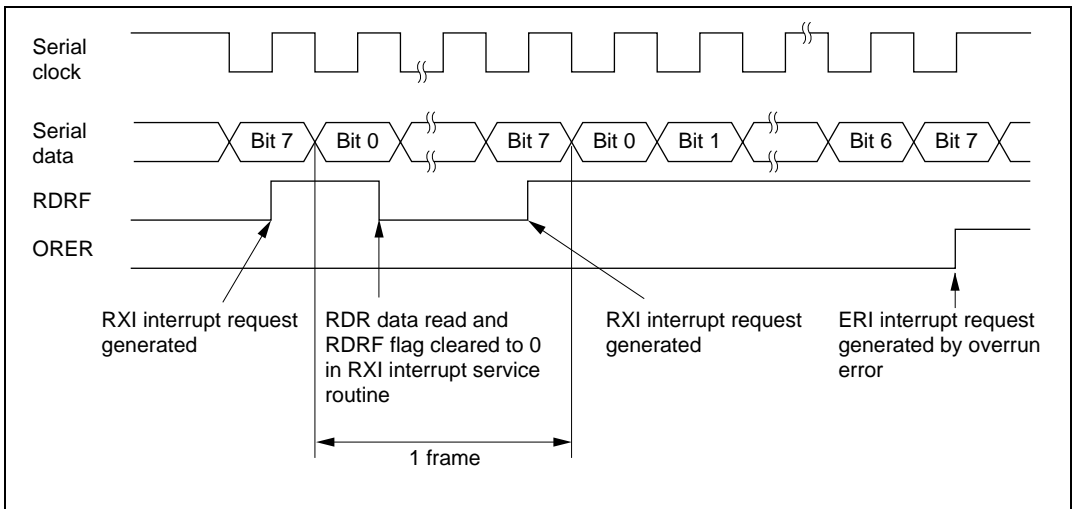 Serial
clock
Serial
data
Bit 7
Bit 0
Bit 7
Bit 0
Bit 1
Bit 6
Bit 7
RDRF
ORER
RXI interrupt request
generated
RDR data read and
RDRF flag cleared to 0
in RXI interrupt service
routine
RXI interrupt request
generated
ERI interrupt request
generated by overrun
error
1 frame